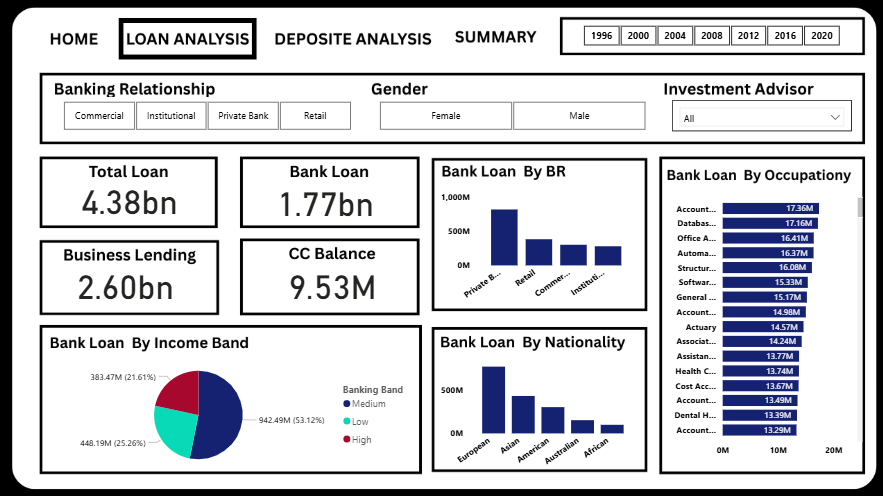 HOME LOAN ANALYSIS DEPOSITE ANALYSIS SUMMARY
1996 2000 2004 2008 2012 2016 2020
Banking Relationship
Commercial Institutional Private Bank Retail
Gender
Female Male
Investment Advisor
All
Total Loan
4.38bn
Bank Loan
1.77bn
Business Lending
2.60bn
CC Balance
9.53M
Bank Loan By BR
1,000M
500M
0M
Private B...
Retail
Commer...
Instituti...
Bank Loan By Occupationy
Account... 17.36M
Databas... 17.16M
Office A... 16.41M
Automa... 16.37M
Structur... 16.08M
Softwar... 15.33M
General ... 15.17M
Account... 14.98M
Actuary 14.57M
Associat... 14.24M
Assistan... 13.77M
Health C... 13.74M
Cost Acc... 13.67M
Account... 13.49M
Dental H... 13.39M
Account... 13.29M
0M 10M 20M
Bank Loan By Income Band
383.47M (21.61%)
942.49M (53.12%)
448.19M (25.26%)
Banking Band
Medium
Low
High
Bank Loan By Nationality
500M
0M
European
Asian
American
Australian
African